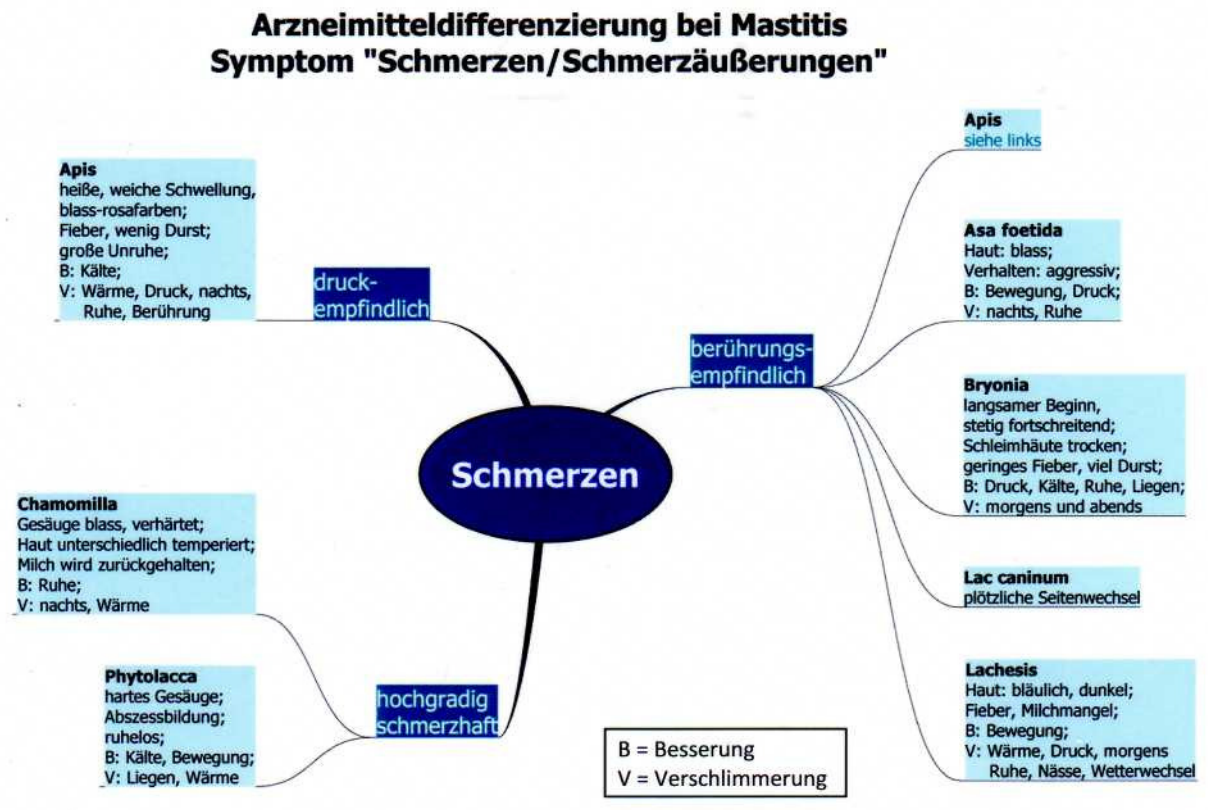 Arzneimitteldifferenzierung bei Mastitis
Symptom "Schmerzen/Schmerzäußerungen"
Apis
heiße, weiche Schwellung,
blass-rosafarben;
Fieber, wenig Durst;
große Unruhe;
B: Kälte;
V: Wärme, Druck, nachts,
Ruhe, Berührung
druck-
empfindlich
Chamomilla
Gesäuge blass, verhärtet;
Haut unterschiedlich temperiert;
Milch wird zurückgehalten;
B: Ruhe;
V: nachts, Wärme
Phytolacca
hartes Gesäuge;
Abszessbildung;
ruhelos;
B: Kälte, Bewegung;
V: Liegen, Wärme
hochgradig
schmerzhaft
Schmerzen
berührungs-
empfindlich
Apis
siehe links
Asa foetida
Haut: blass;
Verhalten: aggressiv;
B: Bewegung, Druck;
V: nachts, Ruhe
Bryonia
langsamer Beginn,
stetig fortschreitend;
Schleimhäute trocken;
geringes Fieber, viel Durst;
B: Druck, Kälte, Ruhe, Liegen;
V: morgens und abends
Lac caninum
plötzliche Seitenwechsel
Lachesis
Haut: bläulich, dunkel;
Fieber, Milchmangel;
B: Bewegung;
V: Wärme, Druck, morgens
Ruhe, Nässe, Wetterwechsel
B = Besserung
V = Verschlimmerung